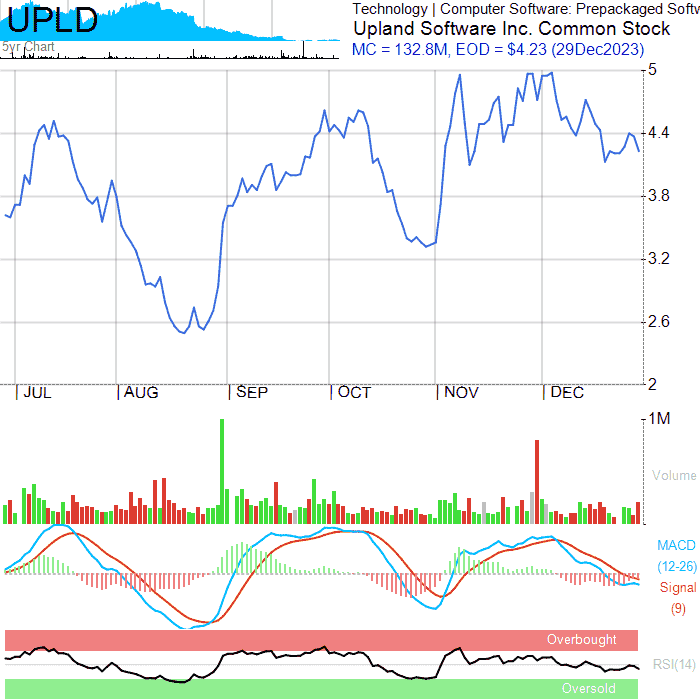 UPLD
Technology | Computer Software: Prepackaged Softw
Upland Software Inc. Common Stock
5yr Chart
MC = 132.8M, EOD = $4.23 (29Dec2023)
5
4.4
3.8
3.2
2.6
2
| JUL | AUG | SEP | OCT | NOV | DEC
1M
Volume
MACD
(12-26)
Signal
(9)
Overbought
RSI(14)
Oversold